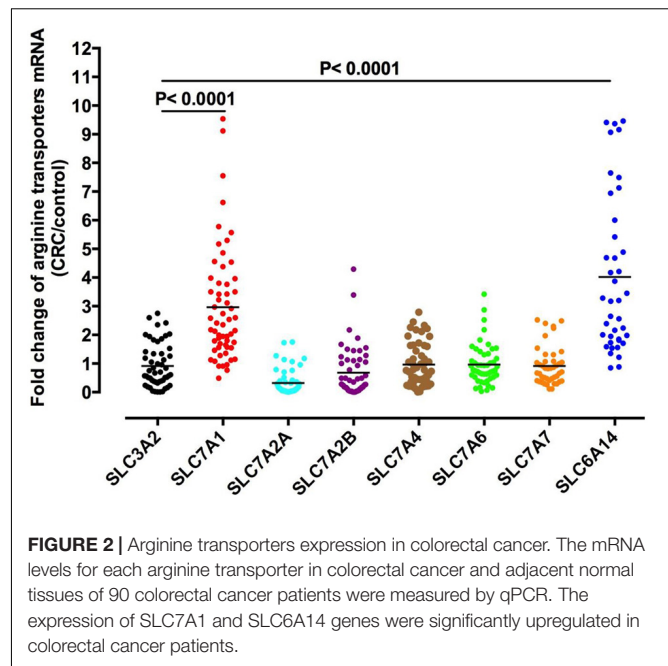 Fold change of arginine transporters mRNA
(CRC/control)
12
11
10
9
8
7
6
5
4
3
2
1
0
P< 0.0001
P< 0.0001
SLC3A2
SLC7A1
SLC7A2A
SLC7A2B
SLC7A4
SLC7A6
SLC7A7
SLC6A14
FIGURE 2 | Arginine transporters expression in colorectal cancer. The mRNA
levels for each arginine transporter in colorectal cancer and adjacent normal
tissues of 90 colorectal cancer patients were measured by qPCR. The
expression of SLC7A1 and SLC6A14 genes were significantly upregulated in
colorectal cancer patients.